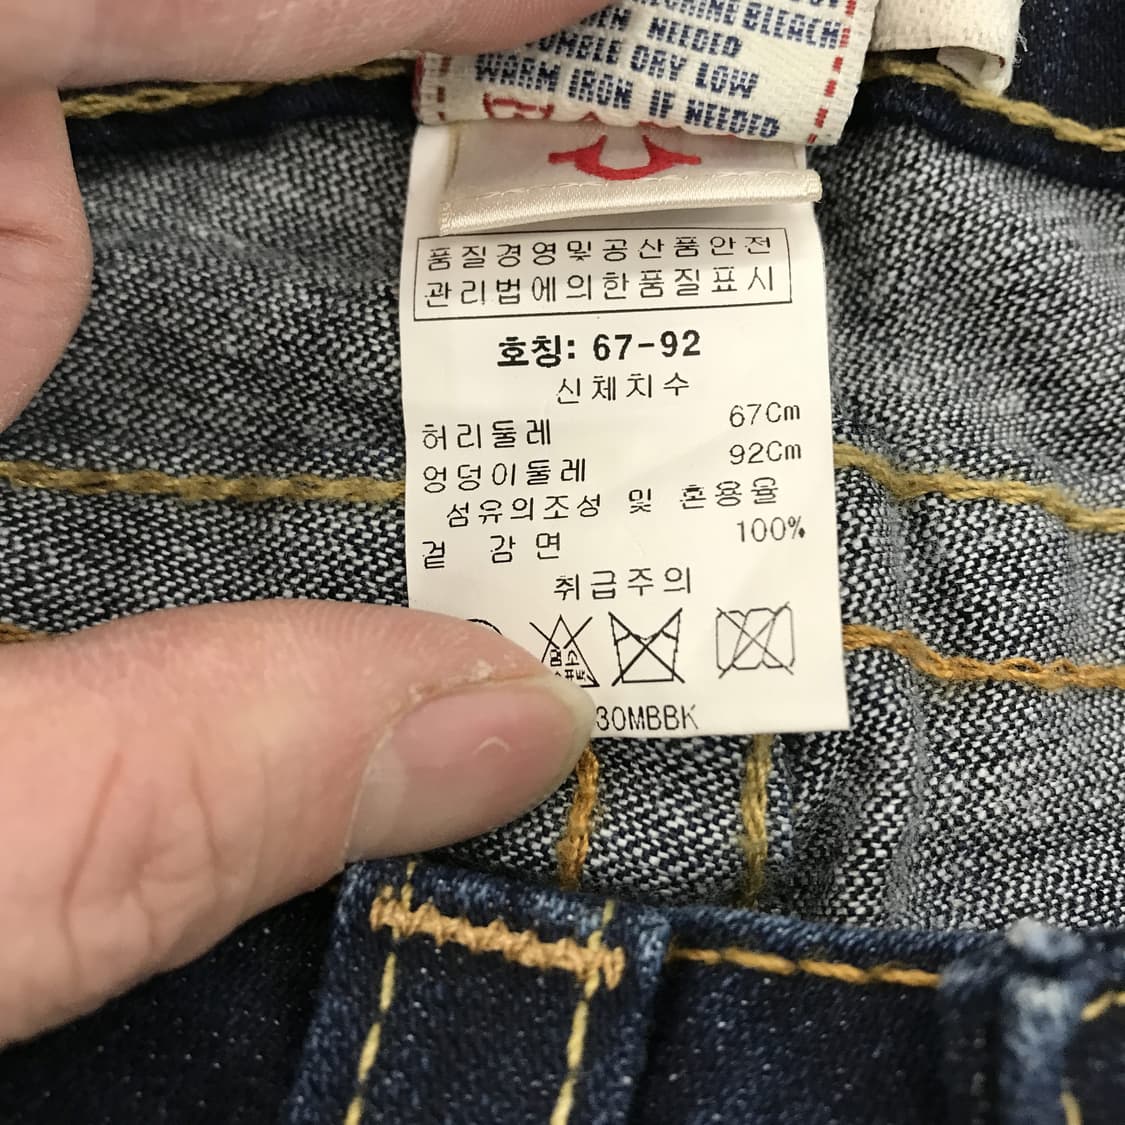 BLEACH
NEEDED
TUMBLE DRY LOW
WARM IRON IF NEEDED
품질경영및공산품안전
관리법에의한품질표시
호칭: 67-92
신체치수
허리둘레 67Cm
엉덩이둘레 92Cm
섬유의조성 및 혼용율
겉 감 면 100%
취급주의
30MBBK